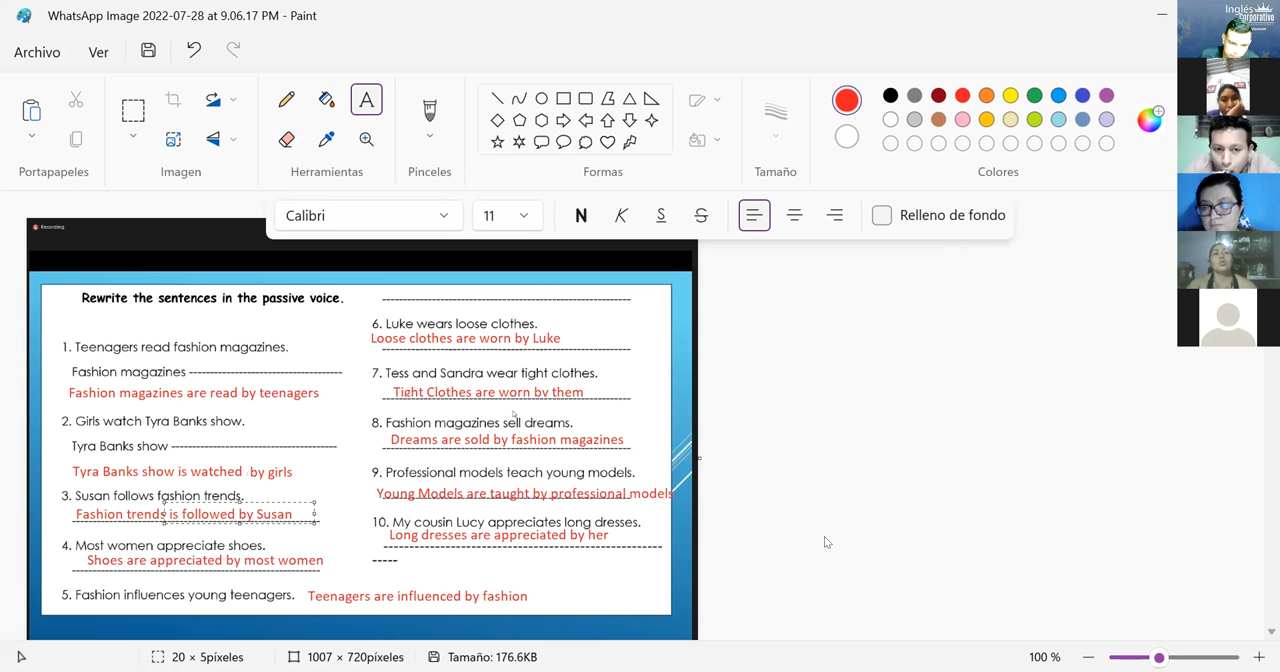 WhatsApp Image 2022-07-28 at 9.06.17 PM - Paint
Inglés
Corporativo
Archivo
Ver
A
Portapapeles
Imagen
Herramientas
Pinceles
Formas
Tamaño
Colores
Calibri
11
N
K
S
S
Relleno de fondo
Recording
Rewrite the sentences in the passive voice.
1. Teenagers read fashion magazines.
Fashion magazines ------------------------------------
Fashion magazines are read by teenagers
2. Girls watch Tyra Banks show.
Tyra Banks show ---------------------------------------
Tyra Banks show is watched by girls
3. Susan follows fashion trends.
Fashion trends is followed by Susan
4. Most women appreciate shoes.
Shoes are appreciated by most women
5. Fashion influences young teenagers. Teenagers are influenced by fashion
6. Luke wears loose clothes.
Loose clothes are worn by Luke
7. Tess and Sandra wear tight clothes.
Tight Clothes are worn by them
8. Fashion magazines sell dreams.
Dreams are sold by fashion magazines
9. Professional models teach young models.
Young Models are taught by professional models
10. My cousin Lucy appreciates long dresses.
Long dresses are appreciated by her
20 × 5píxeles
1007 × 720píxeles
Tamaño: 176.6KB
100 %